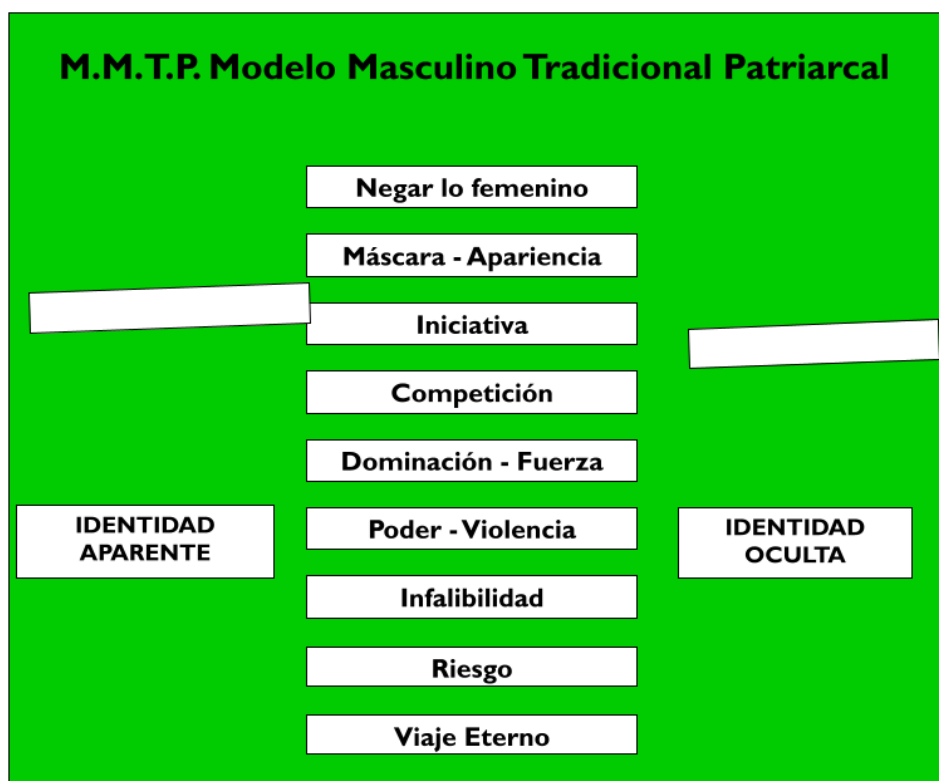 M.M.T.P. Modelo Masculino Tradicional Patriarcal
Negar lo femenino
Máscara - Apariencia
Iniciativa
Competición
Dominación - Fuerza
IDENTIDAD
APARENTE
Poder - Violencia
IDENTIDAD
OCULTA
Infalibilidad
Riesgo
Viaje Eterno